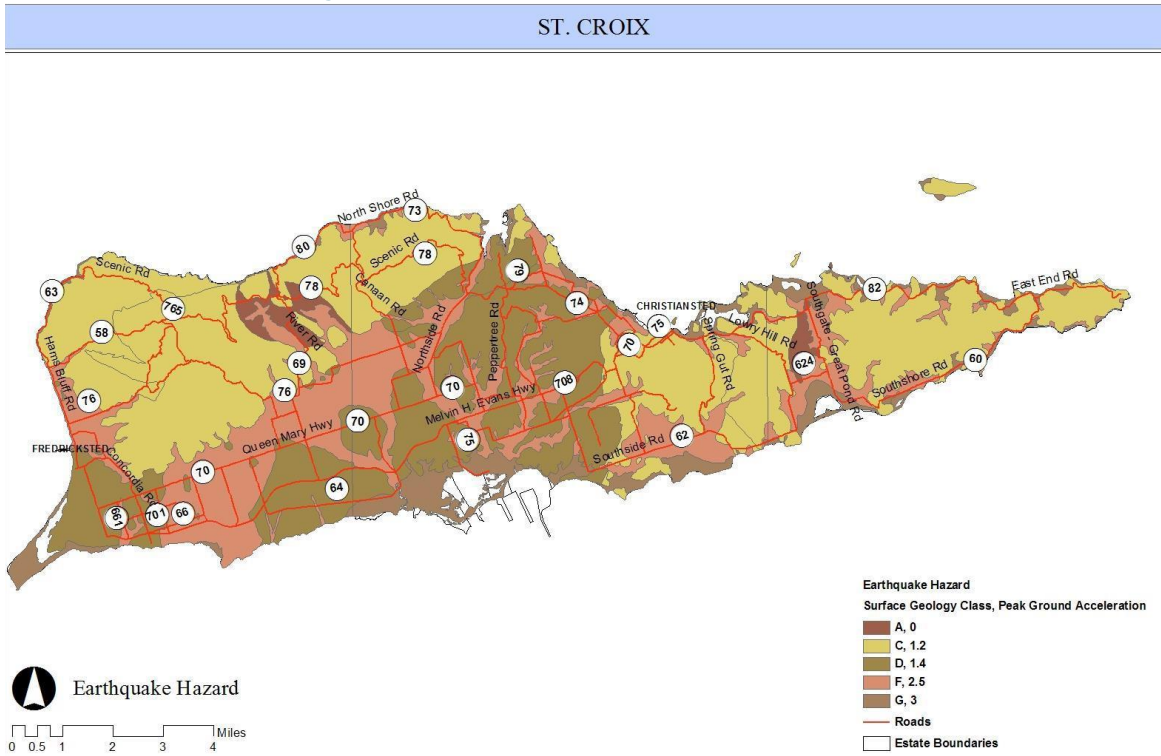 ST. CROIX
North Shore Rd
73
80
Scenic Rd
78
Scenic Rd
63
78
765
Canaan Rd
79
74
CHRISTIANSTED
82
East End Rd
58
River Rd
Northside Rd
Peppertree Rd
75
Spring Gut Rd
Lowry Hill Rd
Southgate - Great Pond Rd
Hams Bluff Rd
69
70
624
60
76
76
70
708
Southshore Rd
Melvin H. Evans Hwy
70
Queen Mary Hwy
75
62
Southside Rd
FREDRICKSTED
Concordia Rd
70
64
661
701
66
Earthquake Hazard
Surface Geology Class, Peak Ground Acceleration
A, 0
C, 1.2
D, 1.4
F, 2.5
G, 3
Roads
Estate Boundaries
Earthquake Hazard
Miles
0 0.5 1 2 3 4